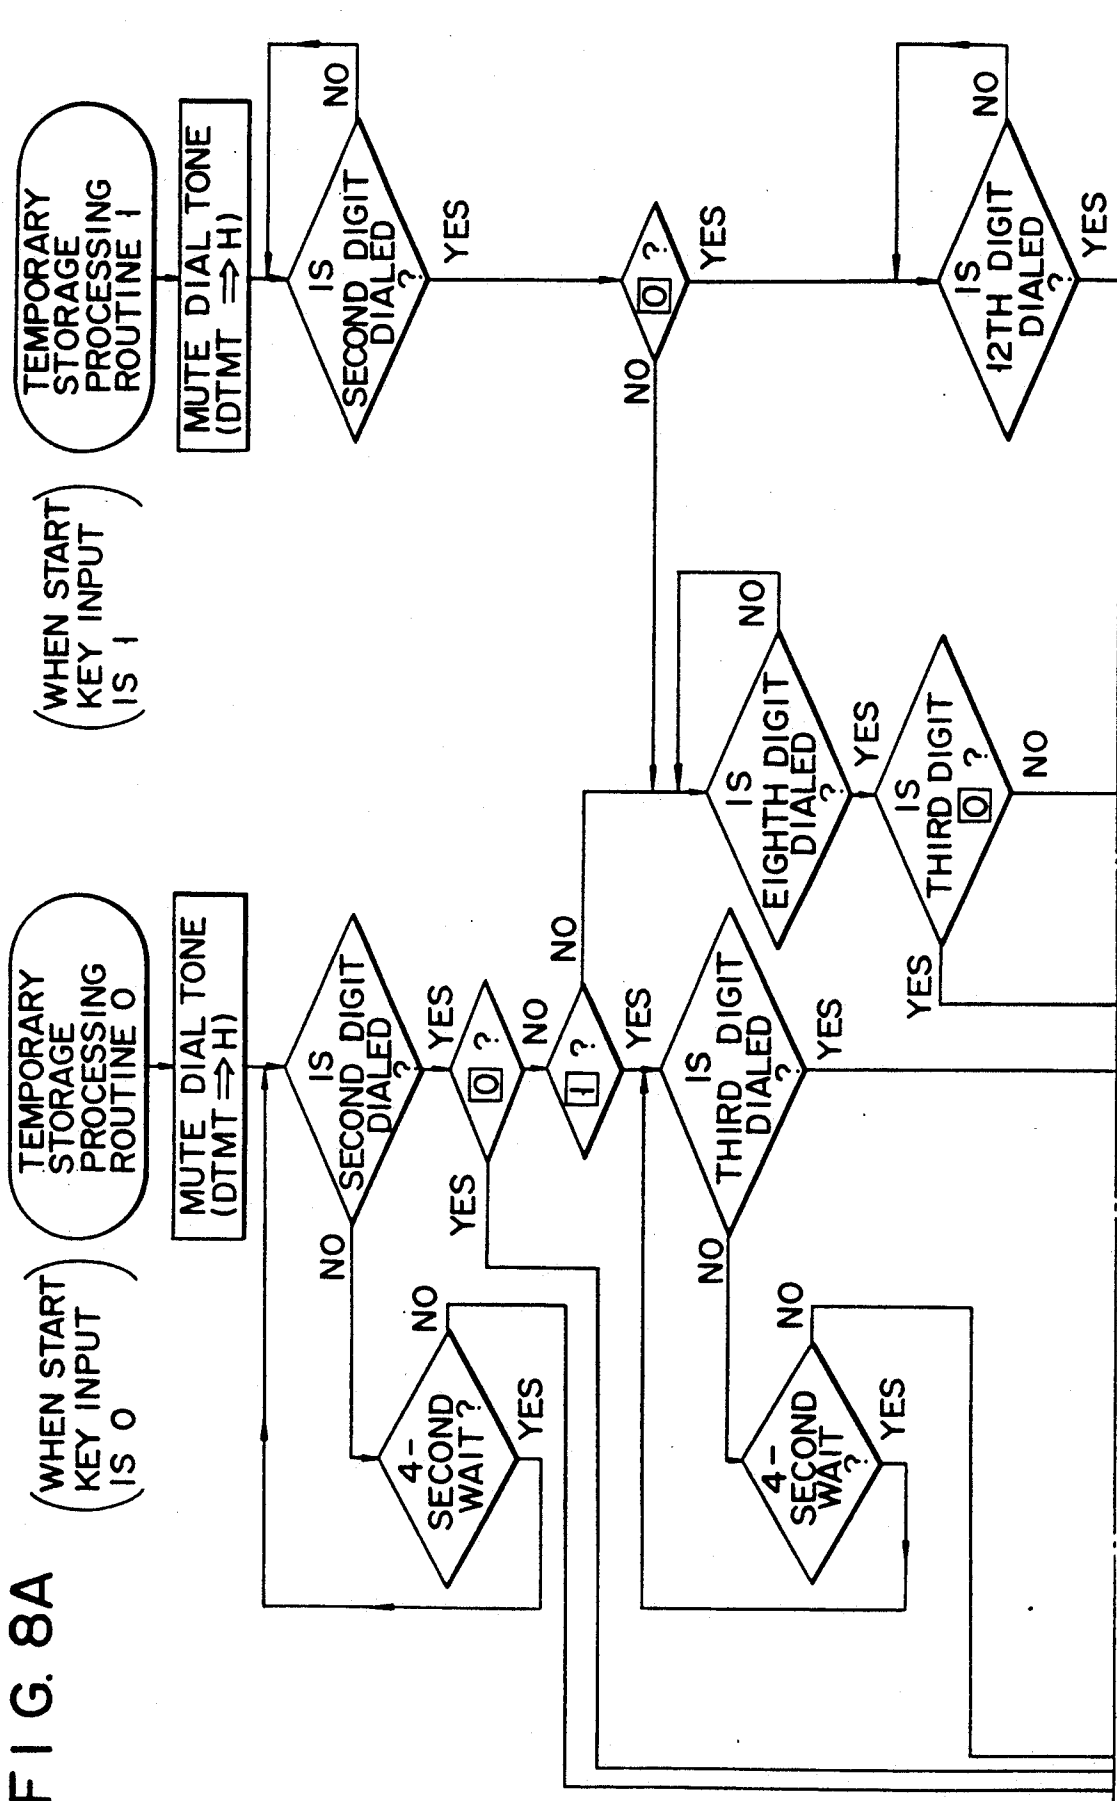 FIG. 8A
(WHEN START
KEY INPUT
IS 0)
TEMPORARY
STORAGE
PROCESSING
ROUTINE 0
MUTE DIAL TONE
(DTMT ⇒ H)
IS
SECOND DIGIT
DIALED
?
NO
YES
4-
SECOND
WAIT?
NO
YES
0 ?
YES
NO
1 ?
NO
YES
IS
THIRD DIGIT
DIALED
?
NO
YES
4-
SECOND
WAIT
?
NO
YES
IS
EIGHTH DIGIT
DIALED
?
NO
YES
IS
THIRD DIGIT
0 ?
YES
NO
(WHEN START
KEY INPUT
IS 1)
TEMPORARY
STORAGE
PROCESSING
ROUTINE 1
MUTE DIAL TONE
(DTMT ⇒ H)
IS
SECOND DIGIT
DIALED
?
NO
YES
0 ?
NO
YES
IS
12TH DIGIT
DIALED
?
NO
YES